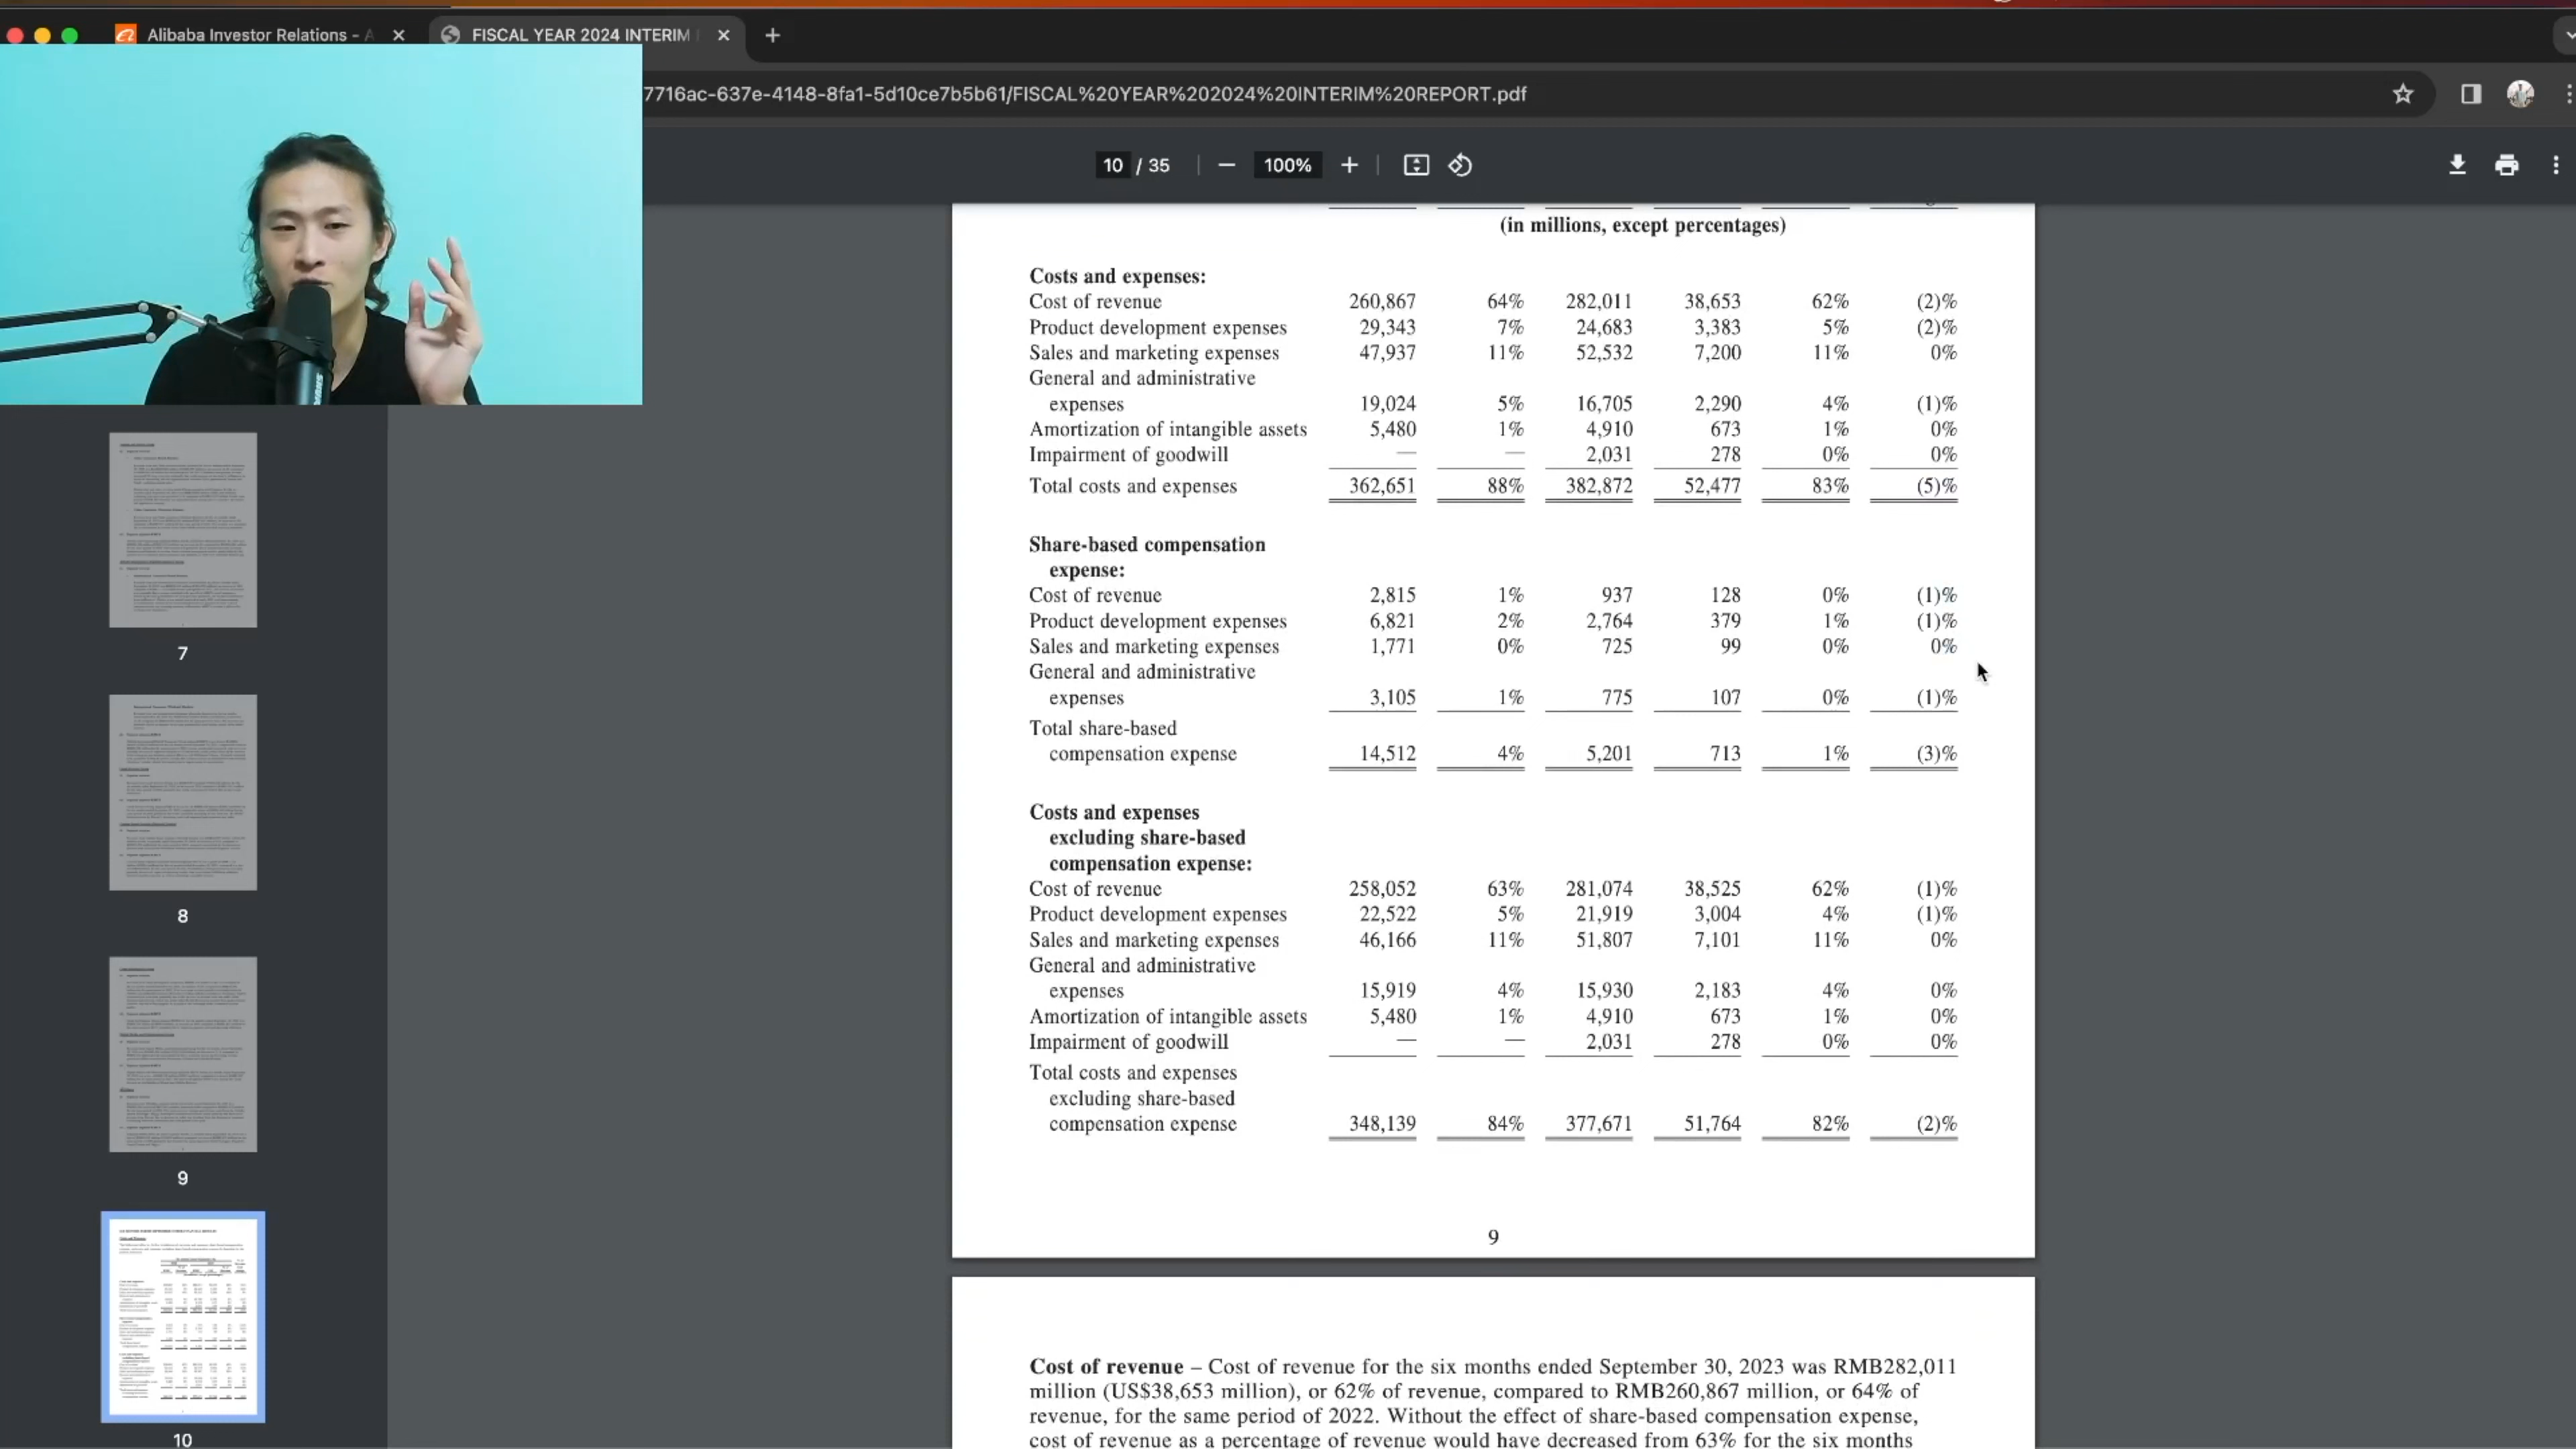 Alibaba Investor Relations - A
FISCAL YEAR 2024 INTERIM
7716ac-637e-4148-8fa1-5d10ce7b5b61/FISCAL%20YEAR%202024%20INTERIM%20REPORT.pdf
10 / 35 100%
(in millions, except percentages)
Costs and expenses:
Cost of revenue 260,867 64% 282,011 38,653 62% (2)%
Product development expenses 29,343 7% 24,683 3,383 5% (2)%
Sales and marketing expenses 47,937 11% 52,532 7,200 11% 0%
General and administrative
expenses 19,024 5% 16,705 2,290 4% (1)%
Amortization of intangible assets 5,480 1% 4,910 673 1% 0%
Impairment of goodwill — — 2,031 278 0% 0%
Total costs and expenses 362,651 88% 382,872 52,477 83% (5)%
Share-based compensation
expense:
Cost of revenue 2,815 1% 937 128 0% (1)%
Product development expenses 6,821 2% 2,764 379 1% (1)%
Sales and marketing expenses 1,771 0% 725 99 0% 0%
General and administrative
expenses 3,105 1% 775 107 0% (1)%
Total share-based
compensation expense 14,512 4% 5,201 713 1% (3)%
Costs and expenses
excluding share-based
compensation expense:
Cost of revenue 258,052 63% 281,074 38,525 62% (1)%
Product development expenses 22,522 5% 21,919 3,004 4% (1)%
Sales and marketing expenses 46,166 11% 51,807 7,101 11% 0%
General and administrative
expenses 15,919 4% 15,930 2,183 4% 0%
Amortization of intangible assets 5,480 1% 4,910 673 1% 0%
Impairment of goodwill — — 2,031 278 0% 0%
Total costs and expenses
excluding share-based
compensation expense 348,139 84% 377,671 51,764 82% (2)%
9
Cost of revenue – Cost of revenue for the six months ended September 30, 2023 was RMB282,011
million (US$38,653 million), or 62% of revenue, compared to RMB260,867 million, or 64% of
revenue, for the same period of 2022. Without the effect of share-based compensation expense,
cost of revenue as a percentage of revenue would have decreased from 63% for the six months
7
8
9
10